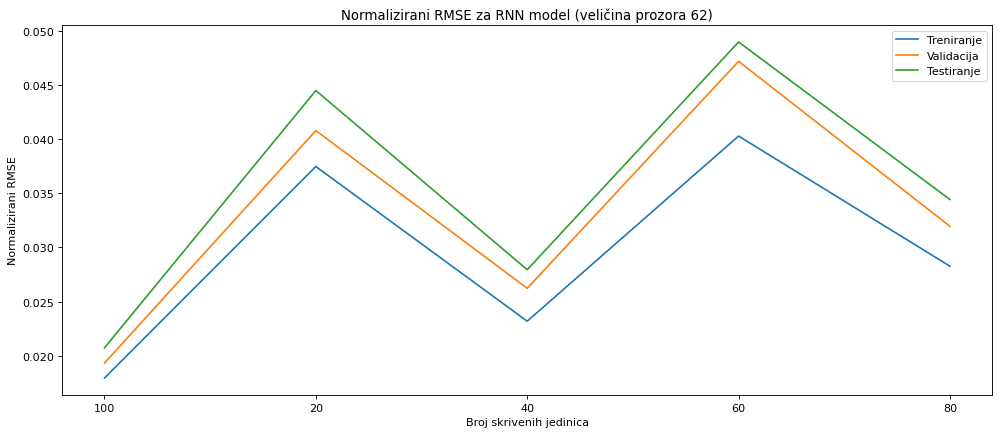 Normalizirani RMSE za RNN model (veličina prozora 62)
Treniranje
Validacija
Testiranje
Normalizirani RMSE
0.050
0.045
0.040
0.035
0.030
0.025
0.020
100 20 40 60 80
Broj skrivenih jedinica